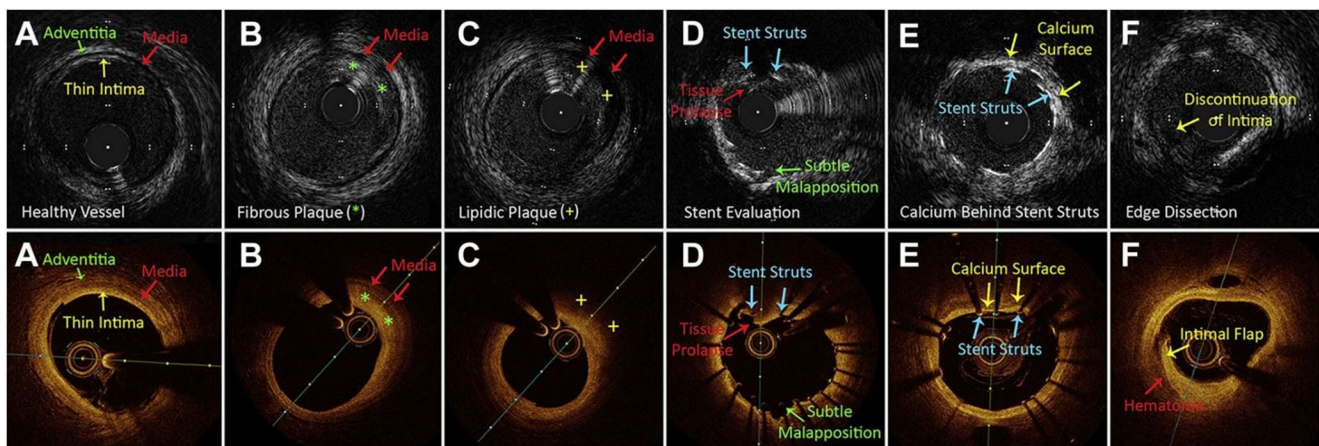 A
Adventitia
Media
Thin Intima
Healthy Vessel
B
Media
*
*
Fibrous Plaque (*)
C
Media
+
+
Lipidic Plaque (+)
D
Stent Struts
Tissue
Prolapse
Subtle
Malapposition
Stent Evaluation
E
Calcium
Surface
Stent Struts
Calcium Behind Stent Struts
F
Discontinuation
of Intima
Edge Dissection
A
Adventitia
Media
Thin Intima
B
Media
*
*
C
+
+
D
Stent Struts
Tissue
Prolapse
Subtle
Malapposition
E
Calcium Surface
Stent Struts
F
Intimal Flap
Hematoma